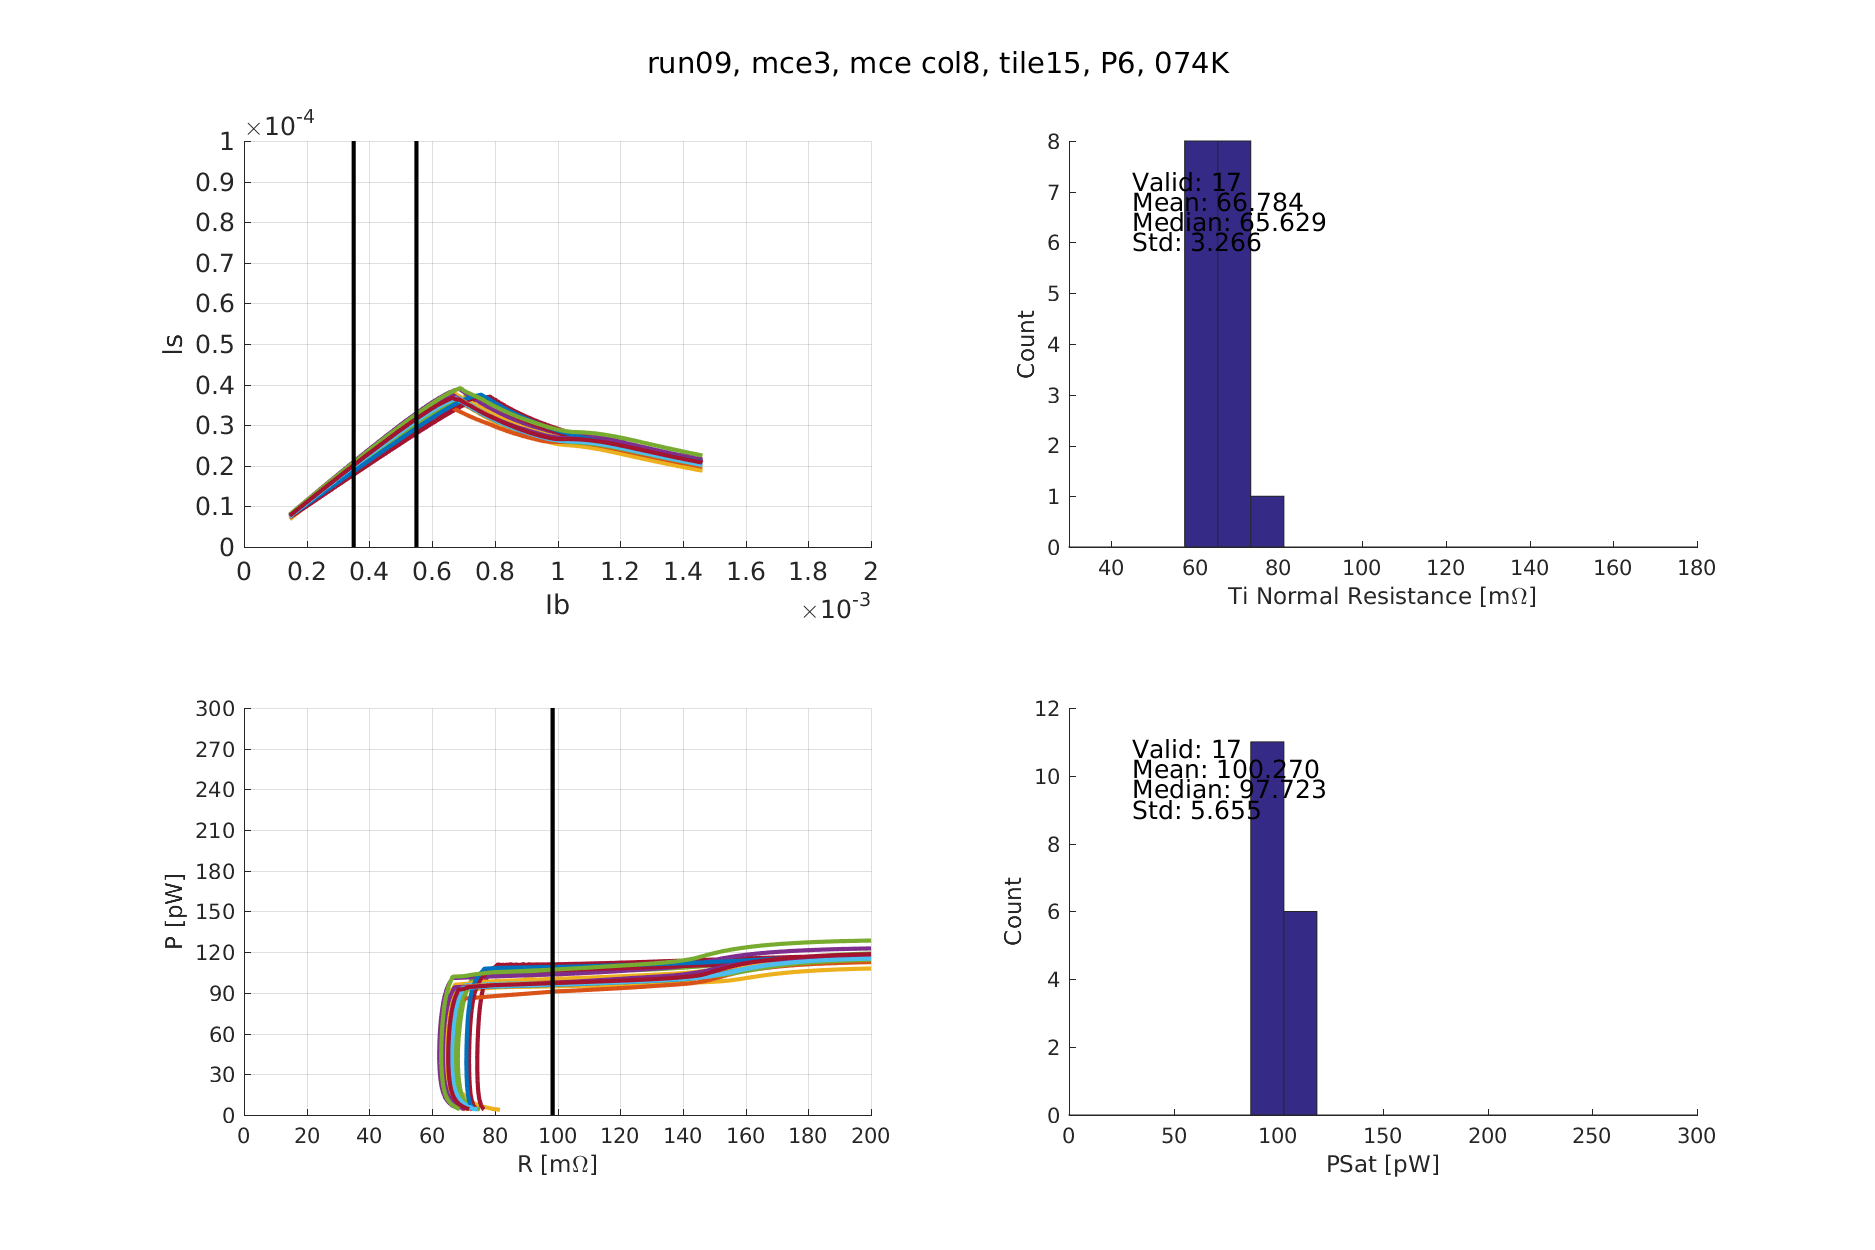 run09, mce3, mce col8, tile15, P6, 074K
×10-4
1
0.9
0.8
0.7
0.6
0.5
0.4
0.3
0.2
0.1
0
Is
0 0.2 0.4 0.6 0.8 1 1.2 1.4 1.6 1.8 2
Ib
×10-3
8
7
6
5
4
3
2
1
0
Count
Valid: 17
Mean: 66.784
Median: 65.629
Std: 3.266
40 60 80 100 120 140 160 180
Ti Normal Resistance [mΩ]
300
270
240
210
180
150
120
90
60
30
0
P [pW]
0 20 40 60 80 100 120 140 160 180 200
R [mΩ]
12
10
8
6
4
2
0
Count
Valid: 17
Mean: 100.270
Median: 97.723
Std: 5.655
0 50 100 150 200 250 300
PSat [pW]